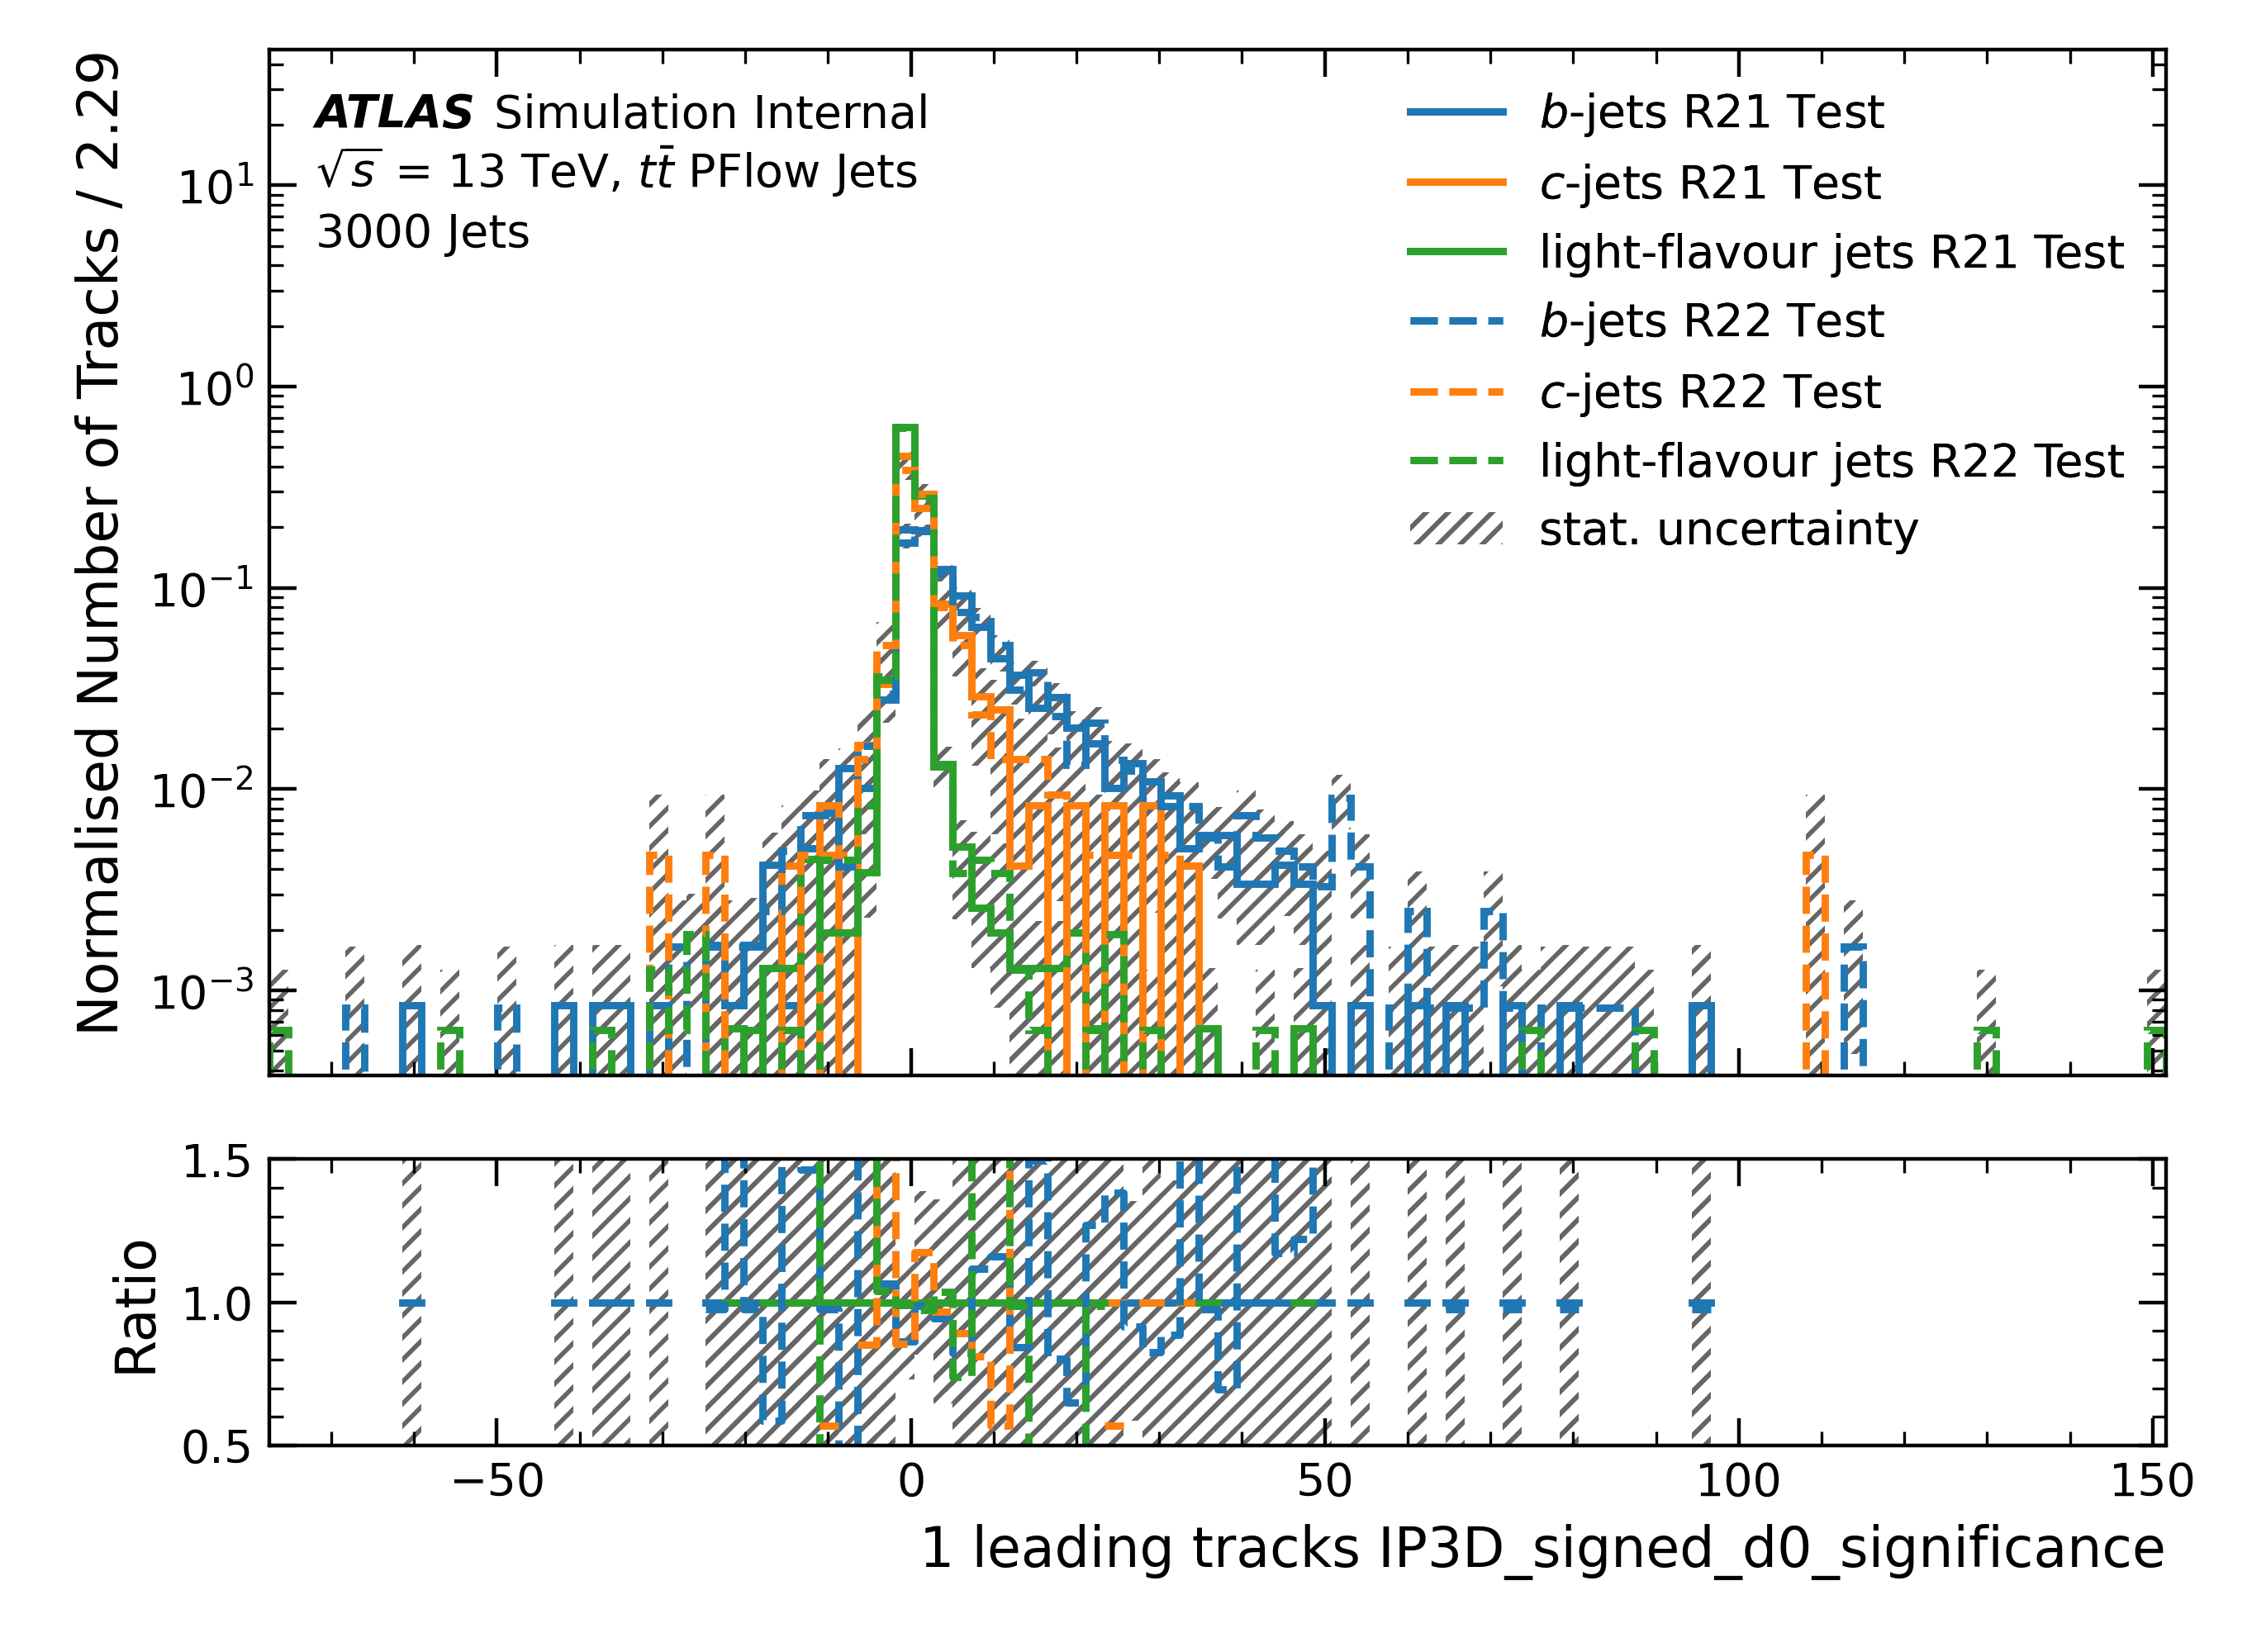 Normalised Number of Tracks / 2.29
ATLAS Simulation Internal
√s = 13 TeV, tt̄ PFlow Jets
3000 Jets
b-jets R21 Test
c-jets R21 Test
light-flavour jets R21 Test
b-jets R22 Test
c-jets R22 Test
light-flavour jets R22 Test
stat. uncertainty
10¹
10⁰
10⁻¹
10⁻²
10⁻³
Ratio
1.5
1.0
0.5
−50 0 50 100 150
1 leading tracks IP3D_signed_d0_significance